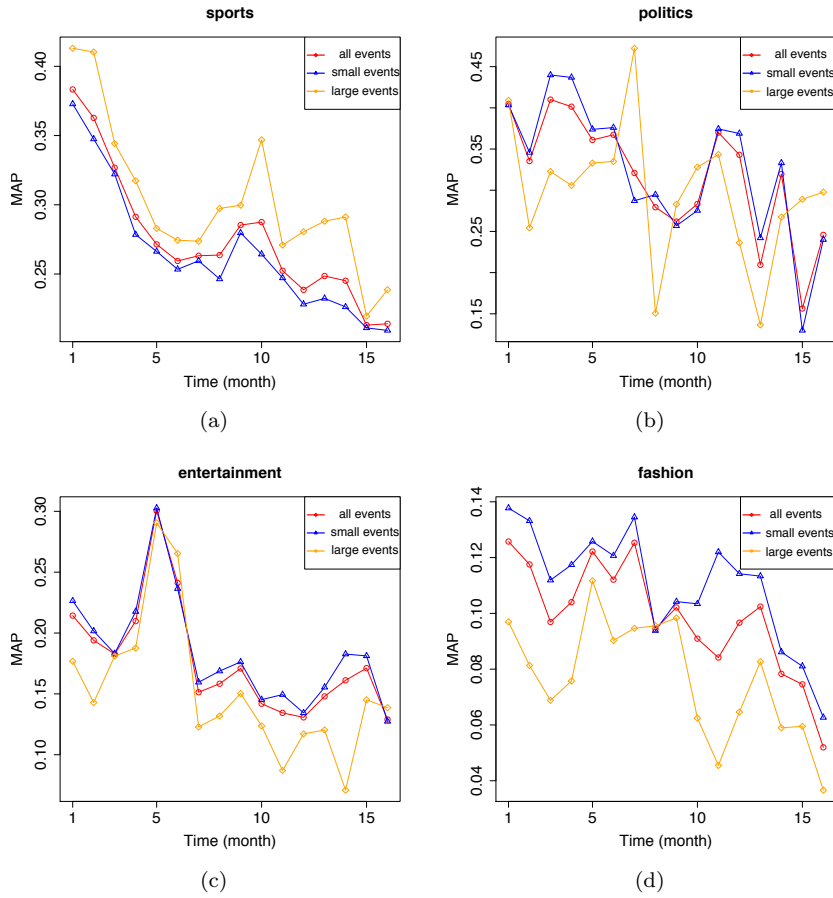 sports
all events
small events
large events
MAP
0.25
0.30
0.35
0.40
1
5
10
15
Time (month)
(a)
politics
all events
small events
large events
MAP
0.15
0.25
0.35
0.45
1
5
10
15
Time (month)
(b)
entertainment
all events
small events
large events
MAP
0.10
0.15
0.20
0.25
0.30
1
5
10
15
Time (month)
(c)
fashion
all events
small events
large events
MAP
0.04
0.06
0.08
0.10
0.12
0.14
1
5
10
15
Time (month)
(d)